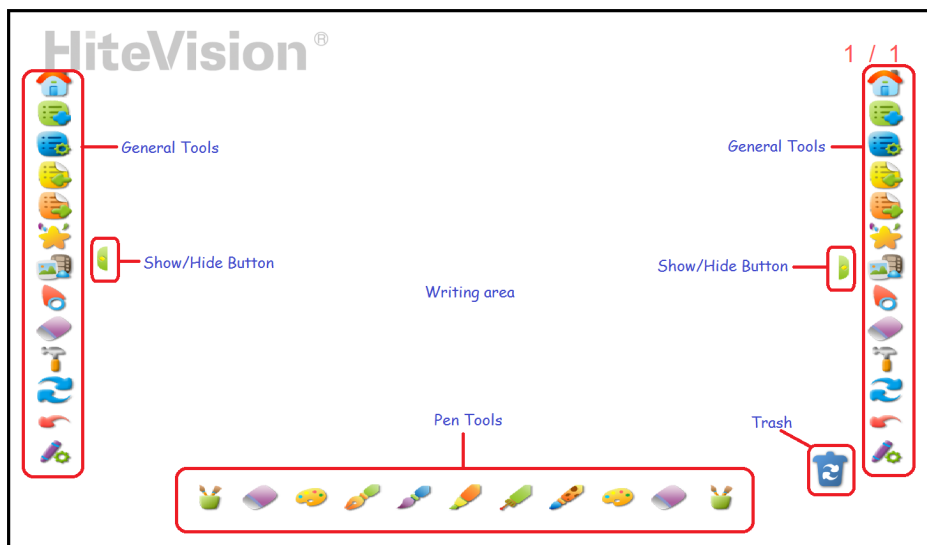 HiteVision®
1 / 1
General Tools
General Tools
Show/Hide Button
Show/Hide Button
Writing area
Pen Tools
Trash